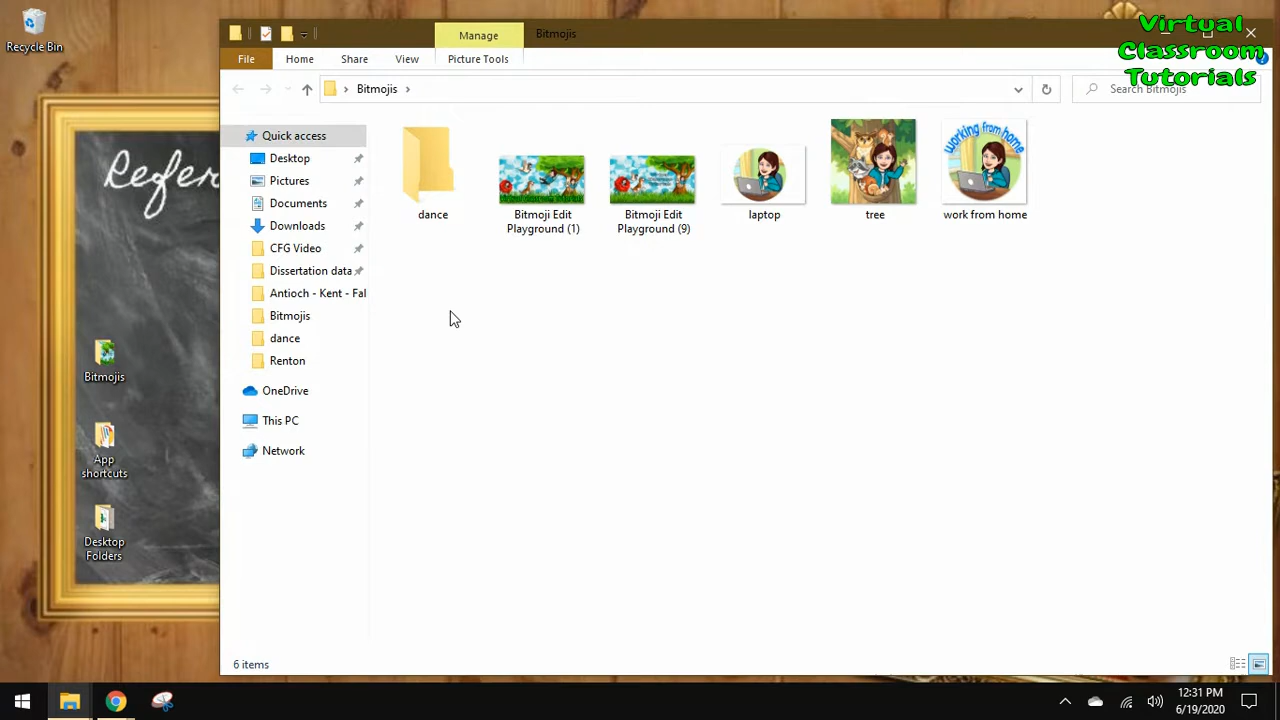 Recycle Bin
Manage
Bitmojis
Virtual
Classroom
Tutorials
File
Home
Share
View
Picture Tools
Bitmojis
Search Bitmojis
Quick access
Desktop
Pictures
Documents
Downloads
CFG Video
Dissertation data
Antioch - Kent - Fal
Bitmojis
dance
Renton
OneDrive
This PC
Network
dance
Bitmoji Edit
Playground (1)
Bitmoji Edit
Playground (9)
laptop
tree
working from home
work from home
Refer
Bitmojis
App
shortcuts
Desktop
Folders
6 items
12:31 PM
6/19/2020